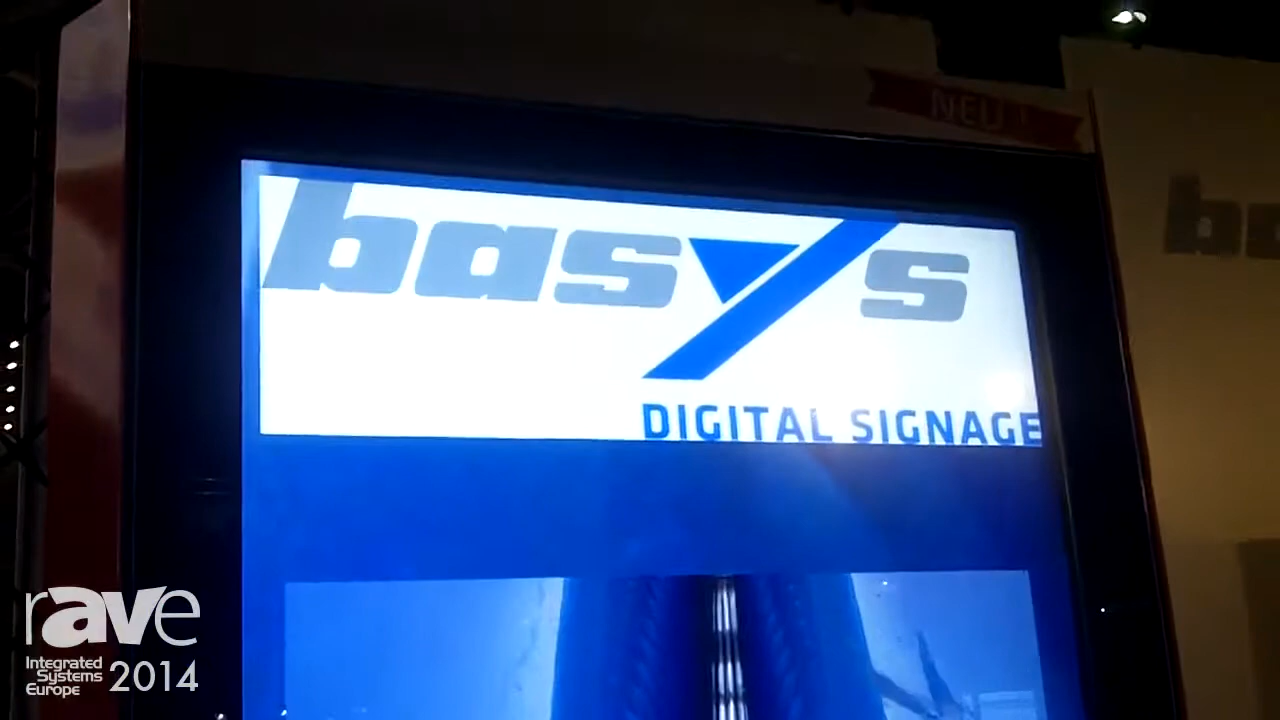 NEU !
basys
DIGITAL SIGNAGE
rAVe
Integrated
Systems
Europe
2014